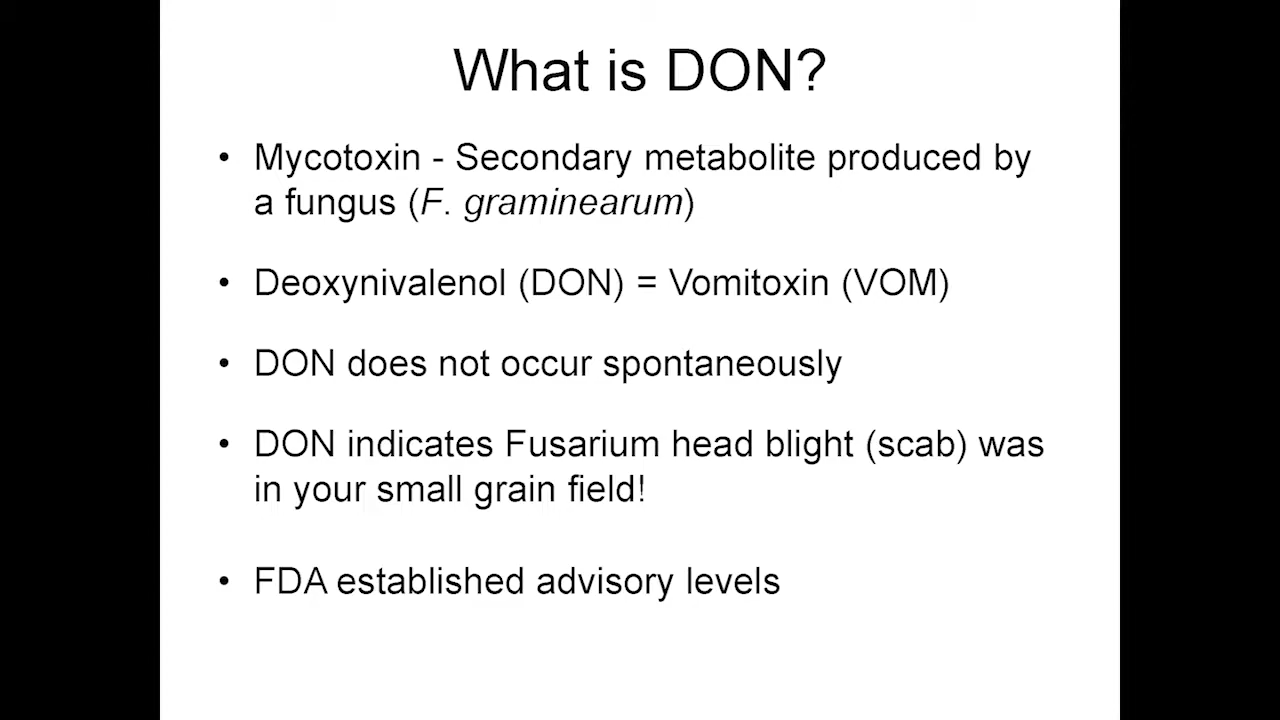 What is DON?
• Mycotoxin - Secondary metabolite produced by
a fungus (F. graminearum)
• Deoxynivalenol (DON) = Vomitoxin (VOM)
• DON does not occur spontaneously
• DON indicates Fusarium head blight (scab) was
in your small grain field!
• FDA established advisory levels